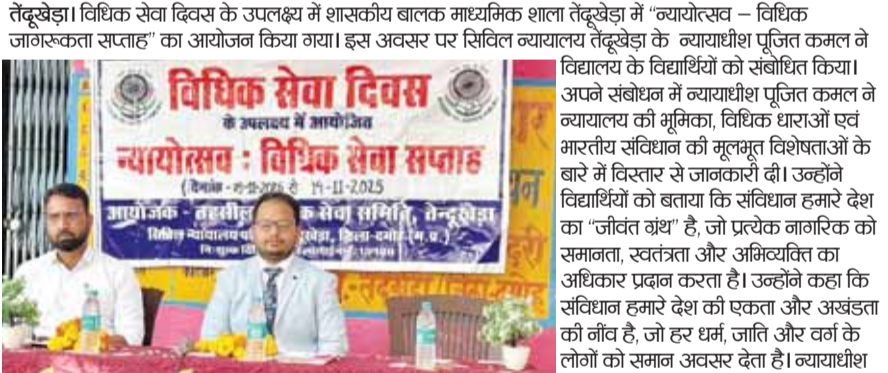 तेंदूखेड़ा। विधिक सेवा दिवस के उपलक्ष्य में शासकीय बालक माध्यमिक शाला तेंदूखेड़ा में “न्यायोत्सव – विधिक
जागरूकता सप्ताह” का आयोजन किया गया। इस अवसर पर सिविल न्यायालय तेंदूखेड़ा के न्यायाधीश पूजित कमल ने
विद्यालय के विद्यार्थियों को संबोधित किया।
अपने संबोधन में न्यायाधीश पूजित कमल ने
न्यायालय की भूमिका, विधिक धाराओं एवं
भारतीय संविधान की मूलभूत विशेषताओं के
बारे में विस्तार से जानकारी दी। उन्होंने
विद्यार्थियों को बताया कि संविधान हमारे देश
का “जीवंत ग्रंथ” है, जो प्रत्येक नागरिक को
समानता, स्वतंत्रता और अभिव्यक्ति का
अधिकार प्रदान करता है। उन्होंने कहा कि
संविधान हमारे देश की एकता और अखंडता
की नींव है, जो हर धर्म, जाति और वर्ग के
लोगों को समान अवसर देता है। न्यायाधीश
विधिक सेवा दिवस
के उपलक्ष्य में आयोजित
न्यायोत्सव : विधिक सेवा सप्ताह
14-11-2025
आयोजक - तहसील सेवा समिति, तेन्दूखेड़ा